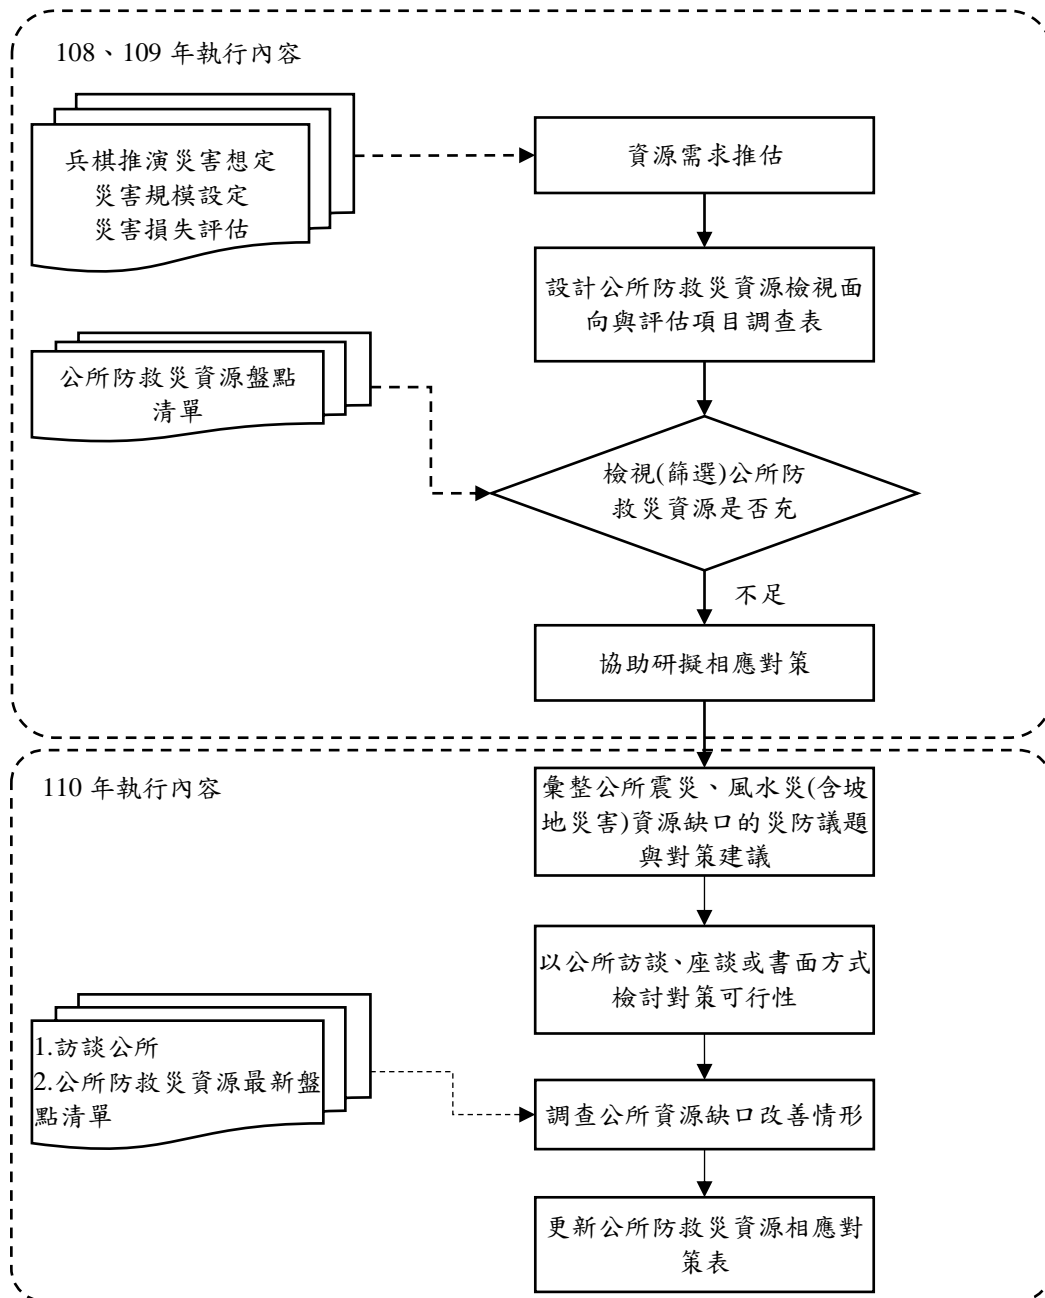 108、109 年執行內容
兵棋推演災害想定
災害規模設定
災害損失評估
資源需求推估
設計公所防救災資源檢視面
向與評估項目調查表
公所防救災資源盤點
清單
檢視(篩選)公所防
救災資源是否充
不足
協助研擬相應對策
110 年執行內容
彙整公所震災、風水災(含坡
地災害)資源缺口的災防議題
與對策建議
以公所訪談、座談或書面方式
檢討對策可行性
1.訪談公所
2.公所防救災資源最新盤
點清單
調查公所資源缺口改善情形
更新公所防救災資源相應對
策表